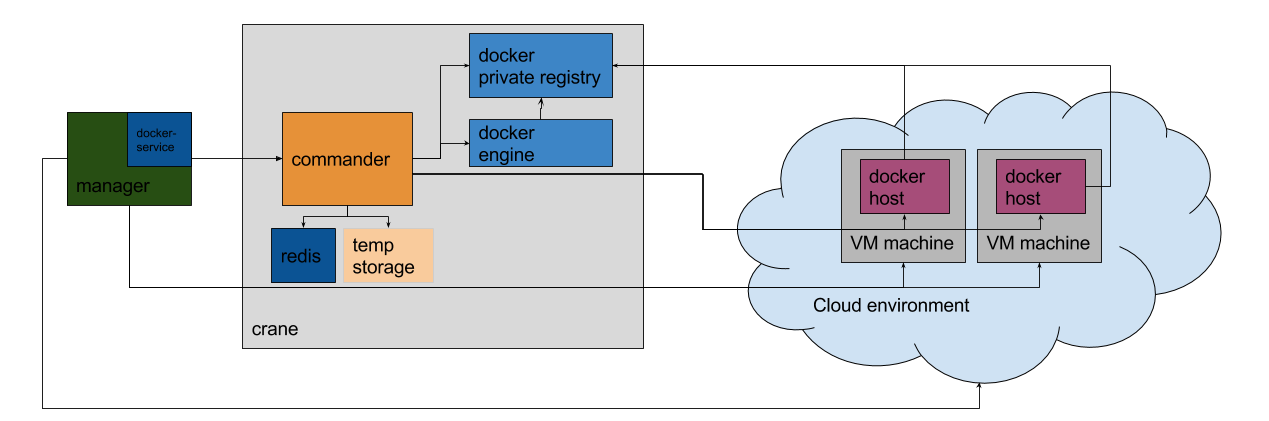 docker-
service
manager
commander
docker
private registry
docker
engine
redis
temp
storage
crane
docker
host
VM machine
docker
host
VM machine
Cloud environment